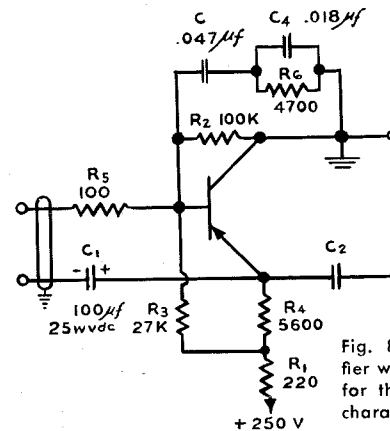 C
.047µf
C4 .018µf
R6
4700
R2 100K
R5
100
C1
- +
100µf
25wvdc
R3
27K
C2
R4
5600
R1
220
+250 V
Fig. 8
fier w
for th
chara